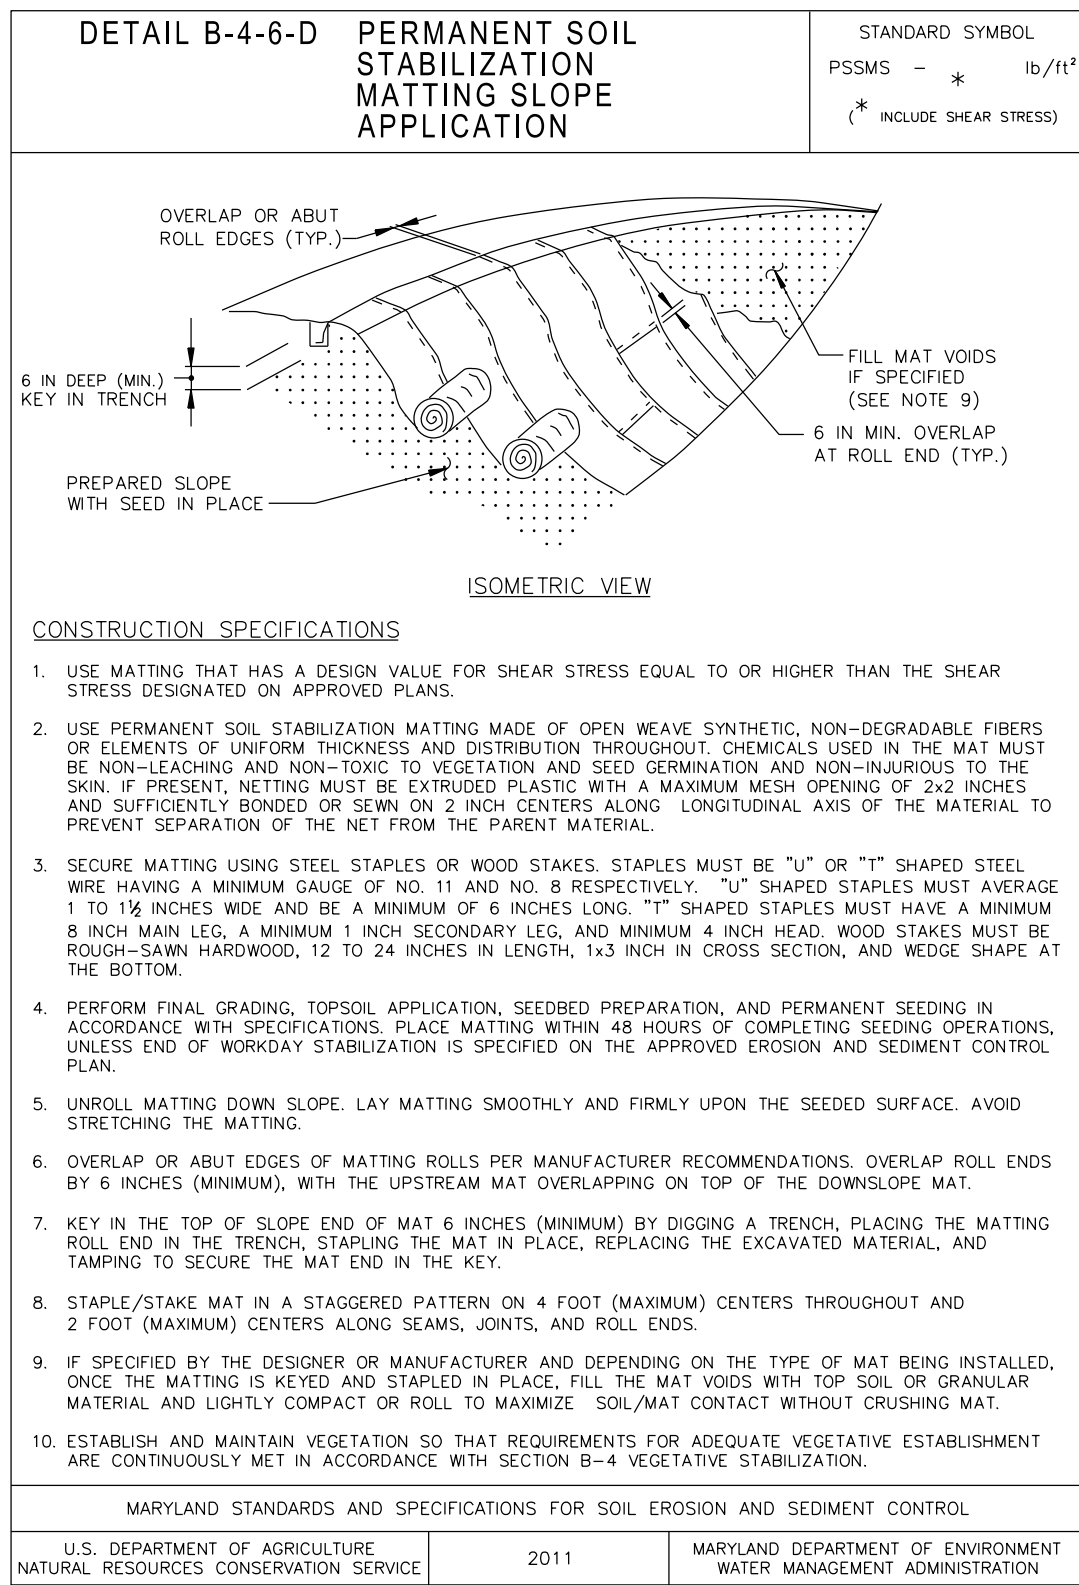 DETAIL B-4-6-D PERMANENT SOIL
STABILIZATION
MATTING SLOPE
APPLICATION
STANDARD SYMBOL
PSSMS - * lb/ft²
(* INCLUDE SHEAR STRESS)
OVERLAP OR ABUT
ROLL EDGES (TYP.)
6 IN DEEP (MIN.)
KEY IN TRENCH
PREPARED SLOPE
WITH SEED IN PLACE
FILL MAT VOIDS
IF SPECIFIED
(SEE NOTE 9)
6 IN MIN. OVERLAP
AT ROLL END (TYP.)
ISOMETRIC VIEW
CONSTRUCTION SPECIFICATIONS
1. USE MATTING THAT HAS A DESIGN VALUE FOR SHEAR STRESS EQUAL TO OR HIGHER THAN THE SHEAR
STRESS DESIGNATED ON APPROVED PLANS.
2. USE PERMANENT SOIL STABILIZATION MATTING MADE OF OPEN WEAVE SYNTHETIC, NON-DEGRADABLE FIBERS
OR ELEMENTS OF UNIFORM THICKNESS AND DISTRIBUTION THROUGHOUT. CHEMICALS USED IN THE MAT MUST
BE NON-LEACHING AND NON-TOXIC TO VEGETATION AND SEED GERMINATION AND NON-INJURIOUS TO THE
SKIN. IF PRESENT, NETTING MUST BE EXTRUDED PLASTIC WITH A MAXIMUM MESH OPENING OF 2x2 INCHES
AND SUFFICIENTLY BONDED OR SEWN ON 2 INCH CENTERS ALONG LONGITUDINAL AXIS OF THE MATERIAL TO
PREVENT SEPARATION OF THE NET FROM THE PARENT MATERIAL.
3. SECURE MATTING USING STEEL STAPLES OR WOOD STAKES. STAPLES MUST BE "U" OR "T" SHAPED STEEL
WIRE HAVING A MINIMUM GAUGE OF NO. 11 AND NO. 8 RESPECTIVELY. "U" SHAPED STAPLES MUST AVERAGE
1 TO 1½ INCHES WIDE AND BE A MINIMUM OF 6 INCHES LONG. "T" SHAPED STAPLES MUST HAVE A MINIMUM
8 INCH MAIN LEG, A MINIMUM 1 INCH SECONDARY LEG, AND MINIMUM 4 INCH HEAD. WOOD STAKES MUST BE
ROUGH-SAWN HARDWOOD, 12 TO 24 INCHES IN LENGTH, 1x3 INCH IN CROSS SECTION, AND WEDGE SHAPE AT
THE BOTTOM.
4. PERFORM FINAL GRADING, TOPSOIL APPLICATION, SEEDBED PREPARATION, AND PERMANENT SEEDING IN
ACCORDANCE WITH SPECIFICATIONS. PLACE MATTING WITHIN 48 HOURS OF COMPLETING SEEDING OPERATIONS,
UNLESS END OF WORKDAY STABILIZATION IS SPECIFIED ON THE APPROVED EROSION AND SEDIMENT CONTROL
PLAN.
5. UNROLL MATTING DOWN SLOPE. LAY MATTING SMOOTHLY AND FIRMLY UPON THE SEEDED SURFACE. AVOID
STRETCHING THE MATTING.
6. OVERLAP OR ABUT EDGES OF MATTING ROLLS PER MANUFACTURER RECOMMENDATIONS. OVERLAP ROLL ENDS
BY 6 INCHES (MINIMUM), WITH THE UPSTREAM MAT OVERLAPPING ON TOP OF THE DOWNSLOPE MAT.
7. KEY IN THE TOP OF SLOPE END OF MAT 6 INCHES (MINIMUM) BY DIGGING A TRENCH, PLACING THE MATTING
ROLL END IN THE TRENCH, STAPLING THE MAT IN PLACE, REPLACING THE EXCAVATED MATERIAL, AND
TAMPING TO SECURE THE MAT END IN THE KEY.
8. STAPLE/STAKE MAT IN A STAGGERED PATTERN ON 4 FOOT (MAXIMUM) CENTERS THROUGHOUT AND
2 FOOT (MAXIMUM) CENTERS ALONG SEAMS, JOINTS, AND ROLL ENDS.
9. IF SPECIFIED BY THE DESIGNER OR MANUFACTURER AND DEPENDING ON THE TYPE OF MAT BEING INSTALLED,
ONCE THE MATTING IS KEYED AND STAPLED IN PLACE, FILL THE MAT VOIDS WITH TOP SOIL OR GRANULAR
MATERIAL AND LIGHTLY COMPACT OR ROLL TO MAXIMIZE SOIL/MAT CONTACT WITHOUT CRUSHING MAT.
10. ESTABLISH AND MAINTAIN VEGETATION SO THAT REQUIREMENTS FOR ADEQUATE VEGETATIVE ESTABLISHMENT
ARE CONTINUOUSLY MET IN ACCORDANCE WITH SECTION B-4 VEGETATIVE STABILIZATION.
MARYLAND STANDARDS AND SPECIFICATIONS FOR SOIL EROSION AND SEDIMENT CONTROL
U.S. DEPARTMENT OF AGRICULTURE
NATURAL RESOURCES CONSERVATION SERVICE
2011
MARYLAND DEPARTMENT OF ENVIRONMENT
WATER MANAGEMENT ADMINISTRATION